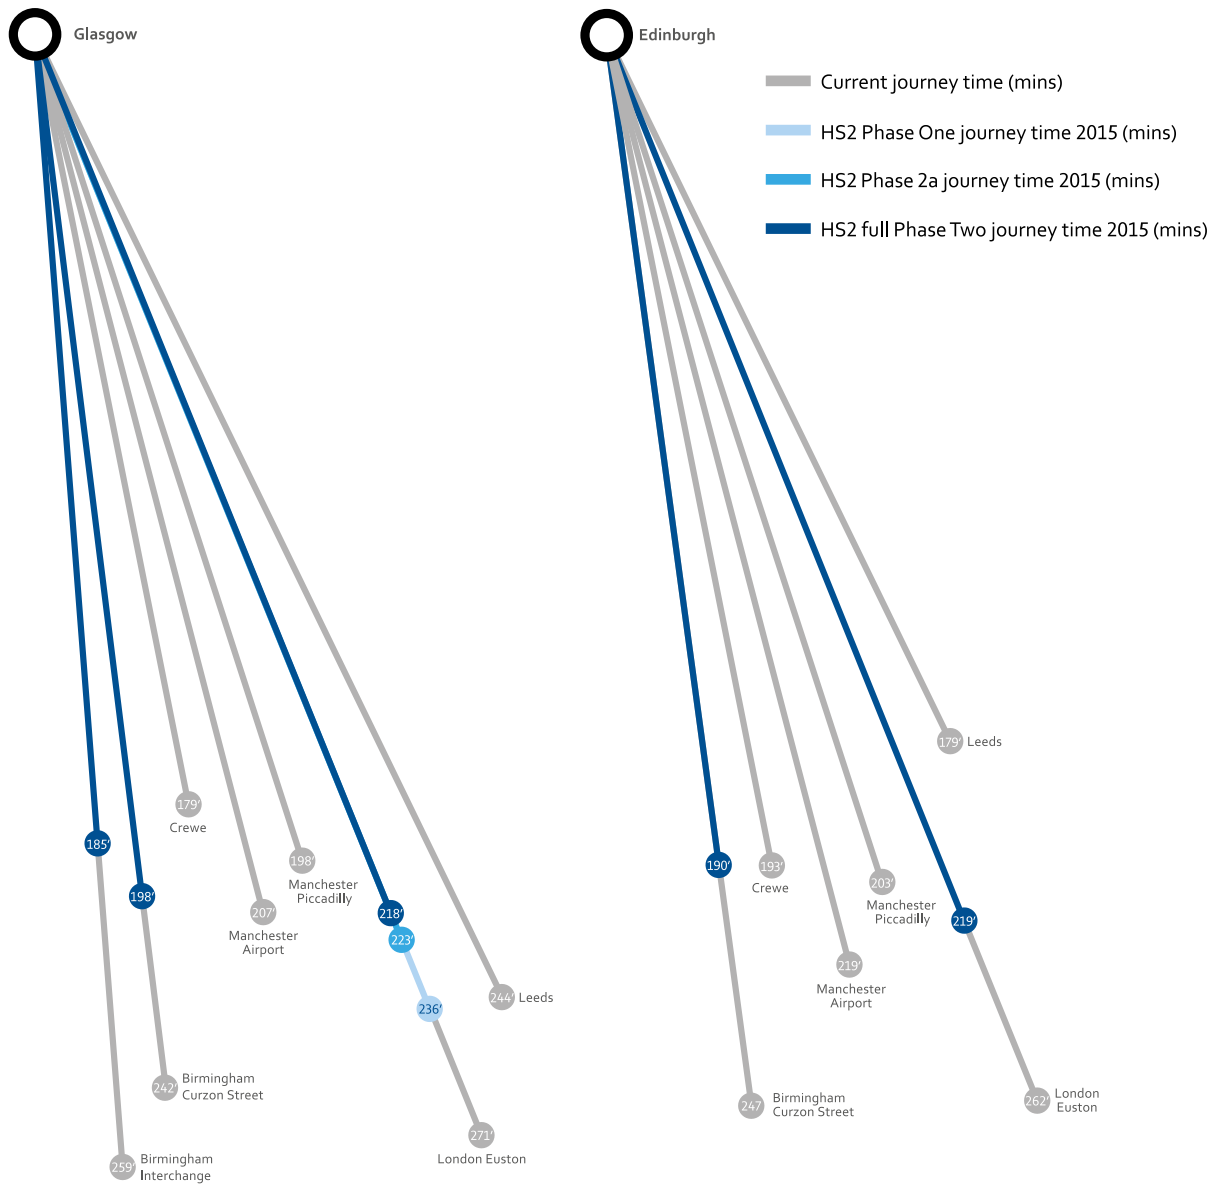 Glasgow
Edinburgh
Current journey time (mins)
HS2 Phase One journey time 2015 (mins)
HS2 Phase 2a journey time 2015 (mins)
HS2 full Phase Two journey time 2015 (mins)
185′
259′
Birmingham
Interchange
198′
242′
Birmingham
Curzon Street
179′
Crewe
207′
Manchester
Airport
198′
Manchester
Piccadilly
218′
223′
236′
271′
London Euston
244′
Leeds
190′
247
Birmingham
Curzon Street
193′
Crewe
219′
Manchester
Airport
203′
Manchester
Piccadilly
219′
262′
London
Euston
179′
Leeds